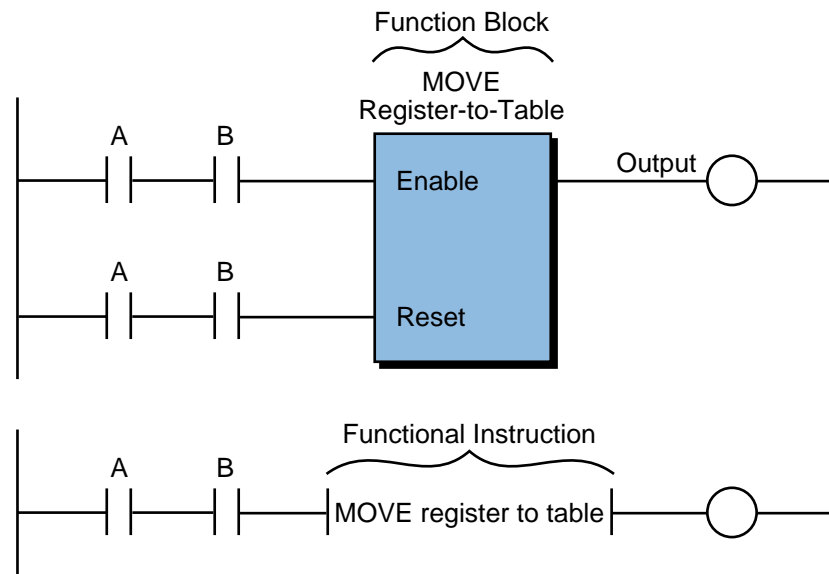 Function Block
MOVE
Register-to-Table
A B
Enable
Output
A B
Reset
Functional Instruction
A B
MOVE register to table